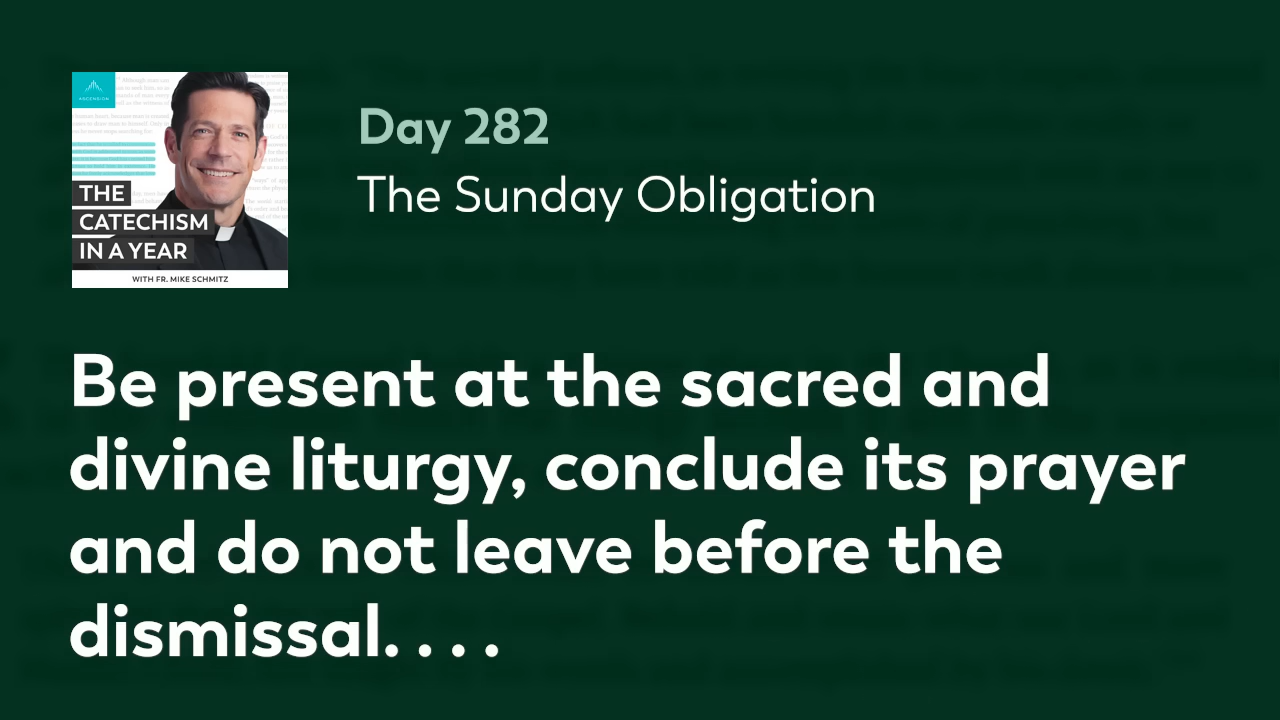 ASCENSION
THE
CATECHISM
IN A YEAR
WITH FR. MIKE SCHMITZ
Day 282
The Sunday Obligation
Be present at the sacred and
divine liturgy, conclude its prayer
and do not leave before the
dismissal. . . .